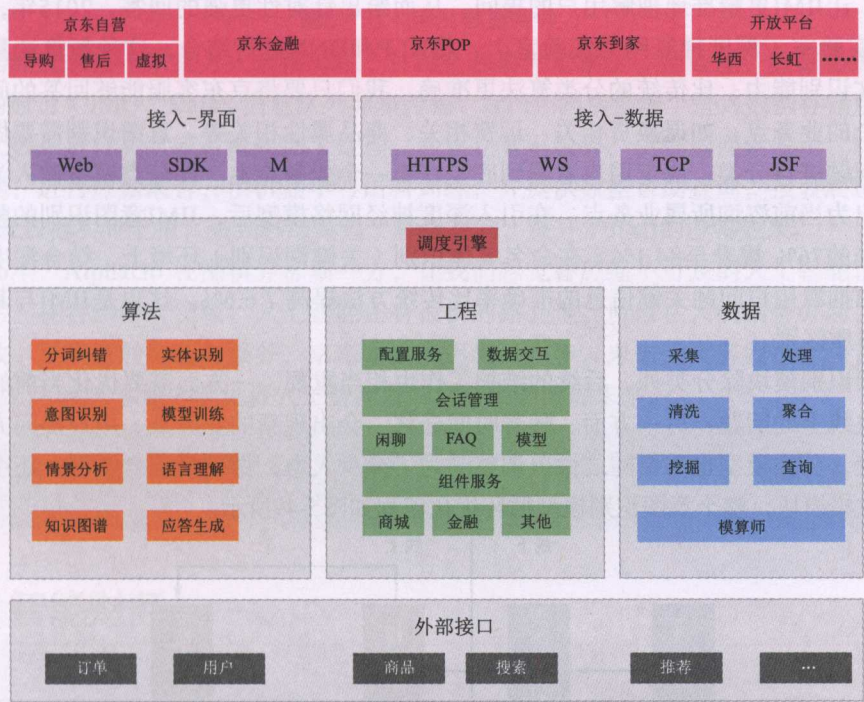 京东自营
京东金融
京东POP
京东到家
开放平台
导购 售后 虚拟
华西 长虹 ……
接入-界面
接入-数据
Web SDK M
HTTPS WS TCP JSF
调度引擎
算法
工程
数据
分词纠错 实体识别
配置服务 数据交互
采集 处理
意图识别 模型训练
会话管理
清洗 聚合
闲聊 FAQ 模型
情景分析 语言理解
组件服务
挖掘 查询
知识图谱 应答生成
商城 金融 其他
模算师
外部接口
订单 用户 商品 搜索 推荐 …